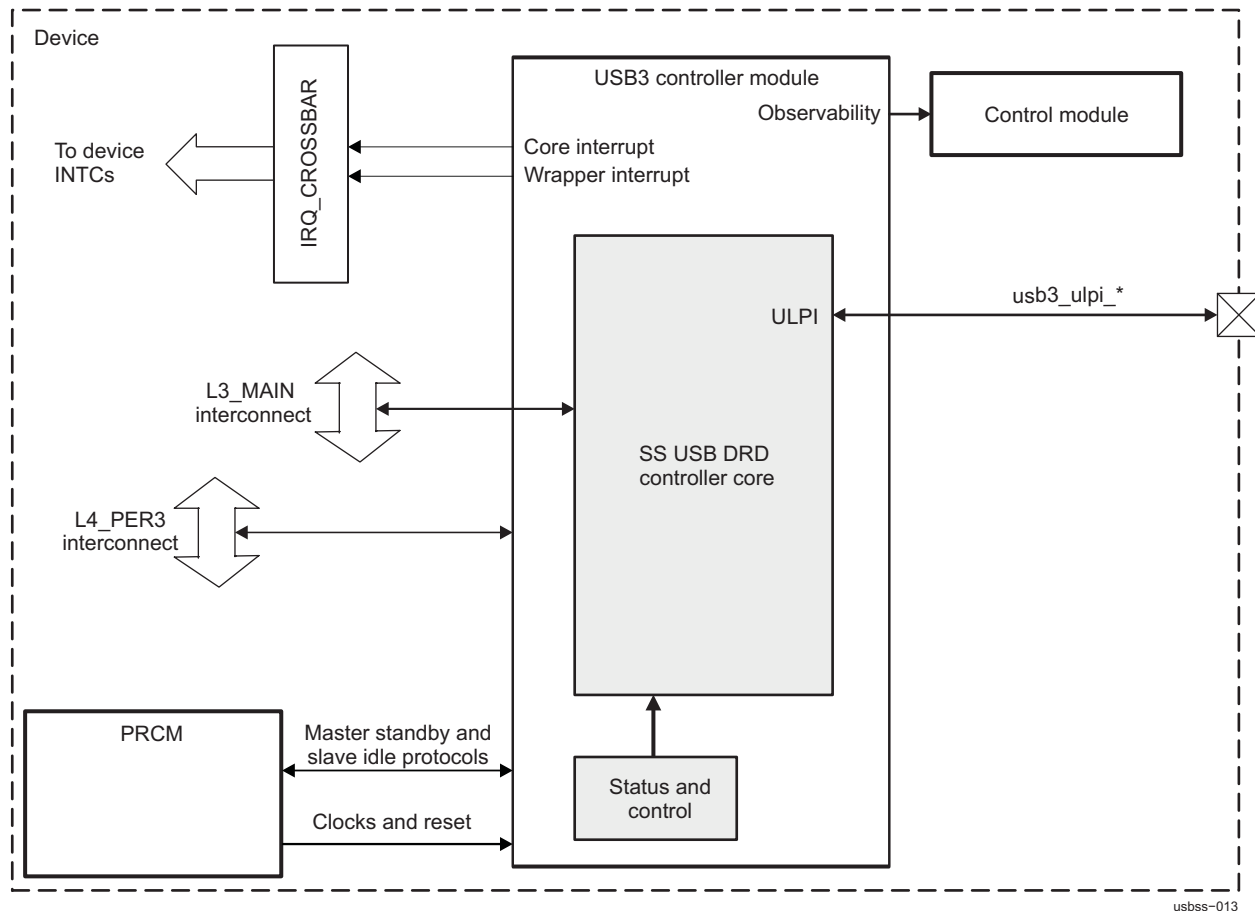 Device
USB3 controller module
Observability
Control module
IRQ_CROSSBAR
To device
INTCs
Core interrupt
Wrapper interrupt
ULPI
usb3_ulpi_*
L3_MAIN
interconnect
SS USB DRD
controller core
L4_PER3
interconnect
PRCM
Master standby and
slave idle protocols
Status and
control
Clocks and reset
usbss−013